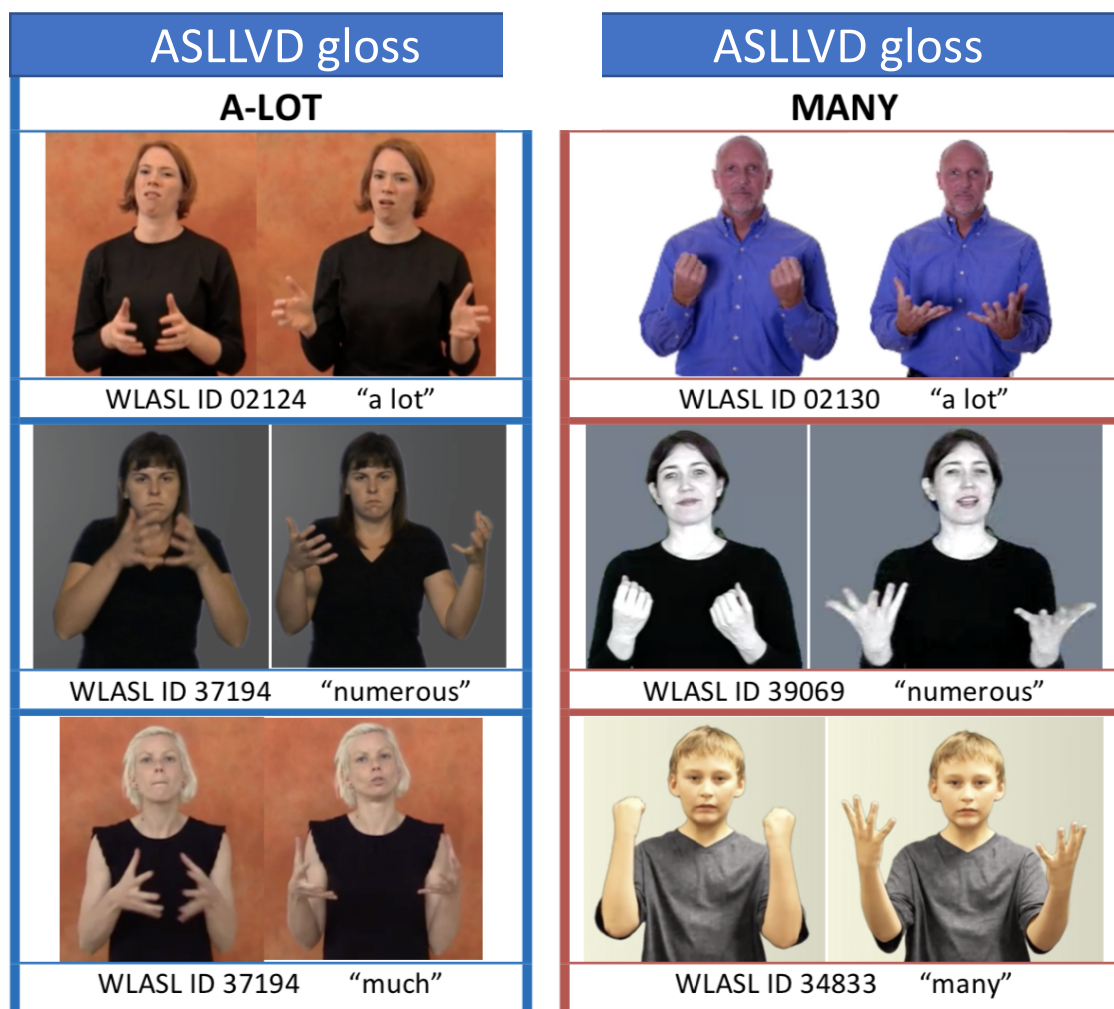 ASLLVD gloss
A-LOT
WLASL ID 02124 “a lot”
WLASL ID 37194 “numerous”
WLASL ID 37194 “much”
ASLLVD gloss
MANY
WLASL ID 02130 “a lot”
WLASL ID 39069 “numerous”
WLASL ID 34833 “many”